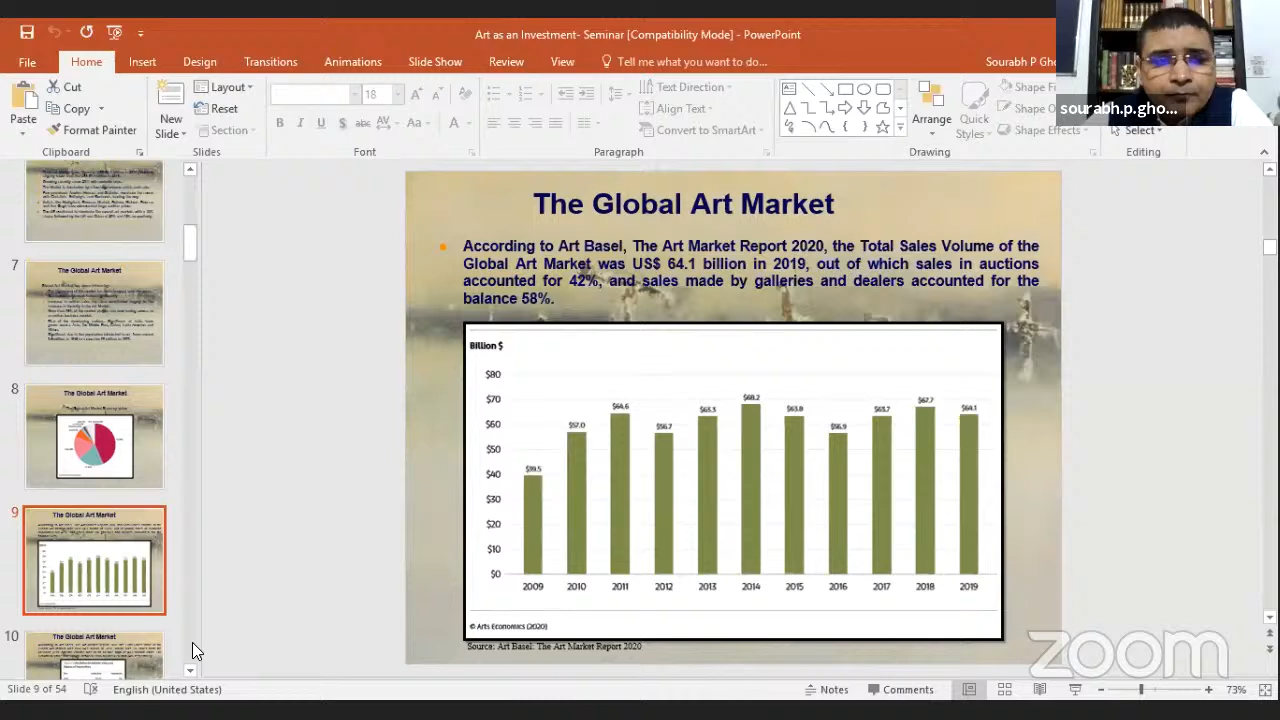 Art as an Investment- Seminar [Compatibility Mode] - PowerPoint
File Home Insert Design Transitions Animations Slide Show Review View Tell me what you want to do... Sourabh P Gho
sourabh.p.gho...
Paste
Cut
Copy
Format Painter
Clipboard
New
Slide
Layout
Reset
Section
Slides
18
B I U S abc AV Aa A
Font
Text Direction
Align Text
Convert to SmartArt
Paragraph
Arrange
Quick
Styles
Shape Fi
Shape Effects
Drawing
Select
Editing
7
The Global Art Market
8
The Global Art Market
9
The Global Art Market
10
The Global Art Market
The Global Art Market
According to Art Basel, The Art Market Report 2020, the Total Sales Volume of the
Global Art Market was US$ 64.1 billion in 2019, out of which sales in auctions
accounted for 42%, and sales made by galleries and dealers accounted for the
balance 58%.
Billion $
$80
$70
$60
$50
$40
$30
$20
$10
$0
$39.5 $57.0 $64.6 $56.7 $63.3 $68.2 $63.8 $56.9 $63.7 $67.7 $64.1
2009 2010 2011 2012 2013 2014 2015 2016 2017 2018 2019
© Arts Economics (2020)
Source: Art Basel: The Art Market Report 2020
zoom
Slide 9 of 54 English (United States) Notes Comments 73%